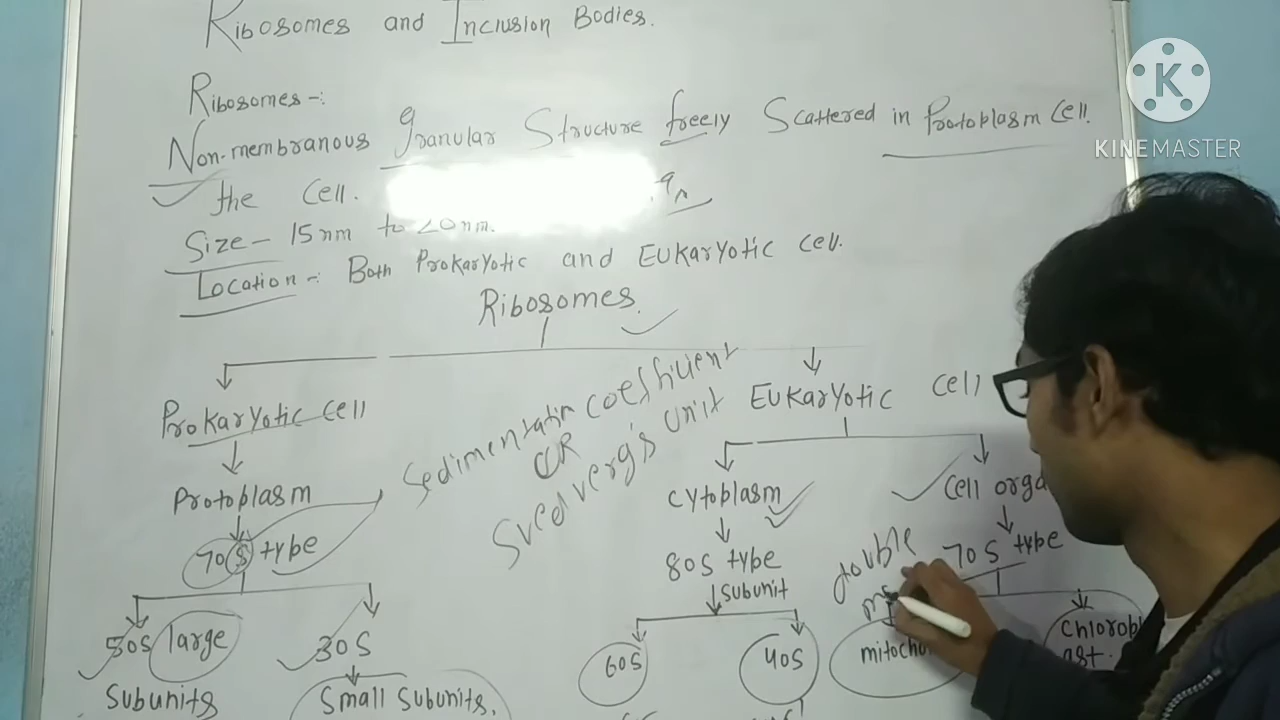 Ribosomes and Inclusion Bodies.
K
KINEMASTER
Ribosomes -:
Non-membranous granular Structure freely Scattered in Protoplasm cell.
the cell.
Size - 15nm to 20nm.
Location -: Both Prokaryotic and Eukaryotic cell.
Ribosomes.
Prokaryotic cell
Eukaryotic cell
Sedimentatin coefficient
OR
Svedverg's unit
Protoplasm
70S type
50S large
Subunits
30S
Small Subunits.
cytoplasm
80S type
Subunit
60S
40S
cell orga
70S type
double
m
mitocho
chlorobl
ast.